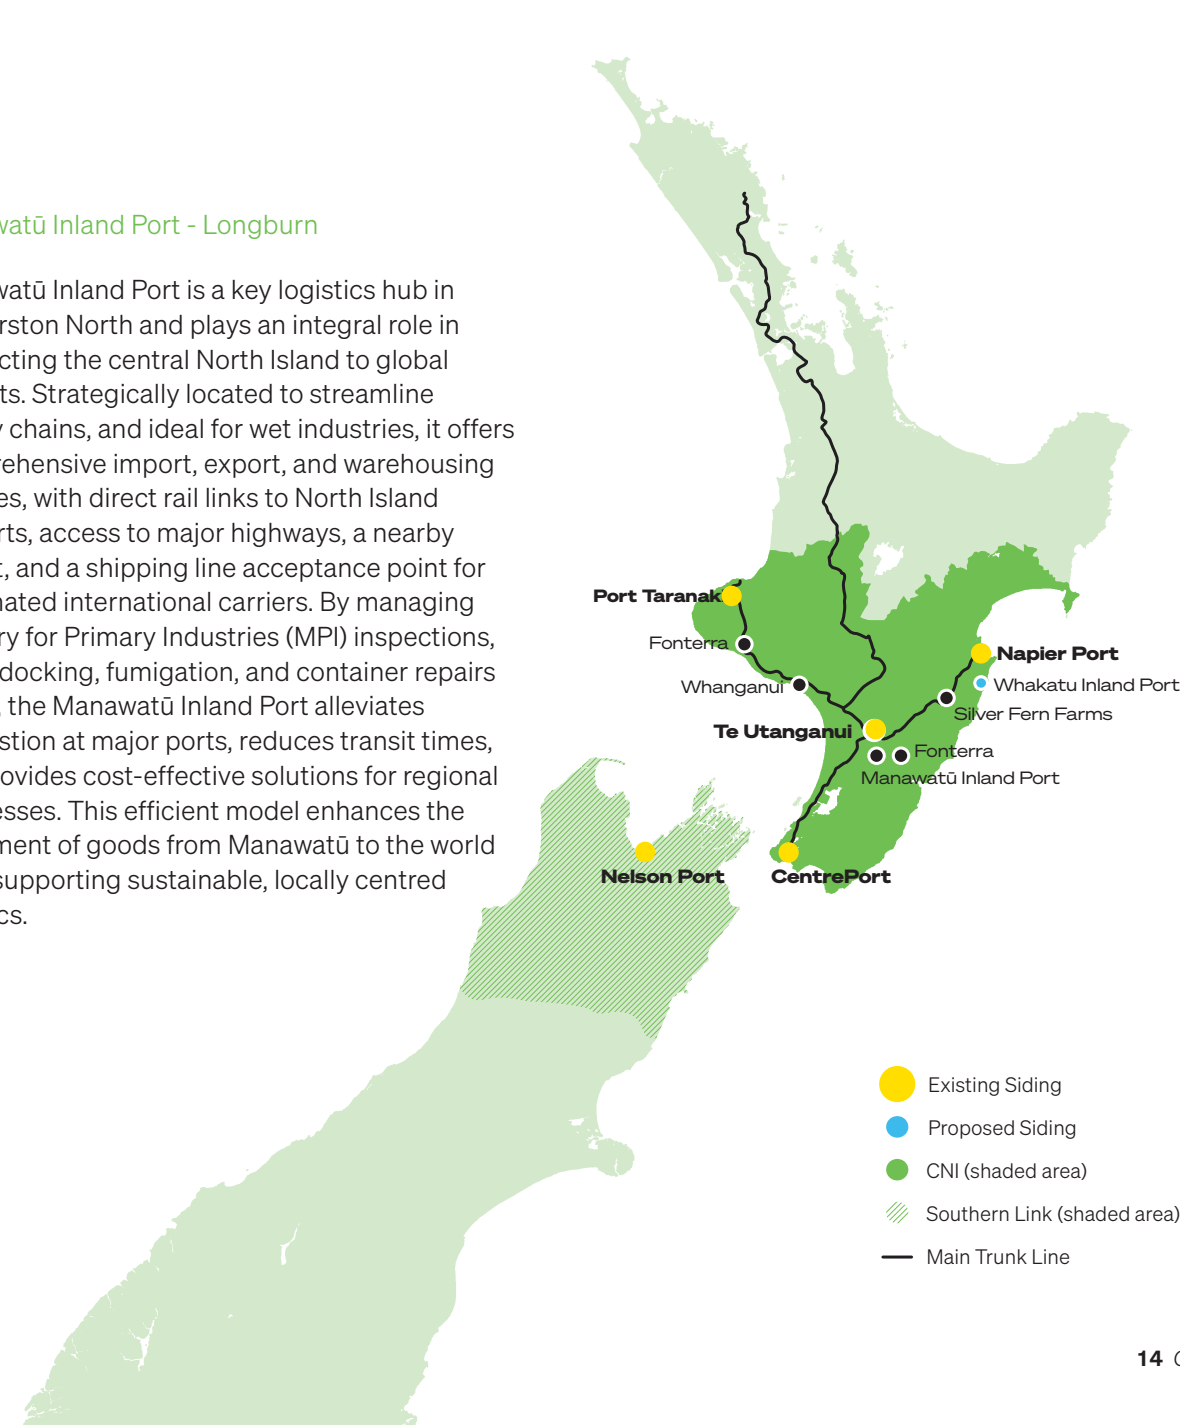 watū Inland Port - Longburn
watū Inland Port is a key logistics hub in
rston North and plays an integral role in
cting the central North Island to global
ts. Strategically located to streamline
y chains, and ideal for wet industries, it offers
rehensive import, export, and warehousing
es, with direct rail links to North Island
rts, access to major highways, a nearby
t, and a shipping line acceptance point for
nated international carriers. By managing
ry for Primary Industries (MPI) inspections,
docking, fumigation, and container repairs
, the Manawatū Inland Port alleviates
estion at major ports, reduces transit times,
rovides cost-effective solutions for regional
esses. This efficient model enhances the
ment of goods from Manawatū to the world
supporting sustainable, locally centred
cs.
Port Taranaki
Fonterra
Whanganui
Te Utanganui
Napier Port
Whakatu Inland Port
Silver Fern Farms
Fonterra
Manawatū Inland Port
Nelson Port
CentrePort
Existing Siding
Proposed Siding
CNI (shaded area)
Southern Link (shaded area)
Main Trunk Line
14